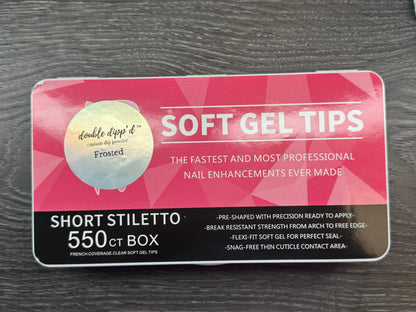 double dipp'd™
custom dip powder
Frosted
SOFT GEL TIPS
THE FASTEST AND MOST PROFESSIONAL
NAIL ENHANCEMENTS EVER MADE
SHORT STILETTO
550 CT BOX
FRENCH COVERAGE CLEAR SOFT GEL TIPS
-PRE-SHAPED WITH PRECISION READY TO APPLY-
-BREAK RESISTANT STRENGTH FROM ARCH TO FREE EDGE-
-FLEXI-FIT SOFT GEL FOR PERFECT SEAL-
-SNAG-FREE THIN CUTICLE CONTACT AREA-